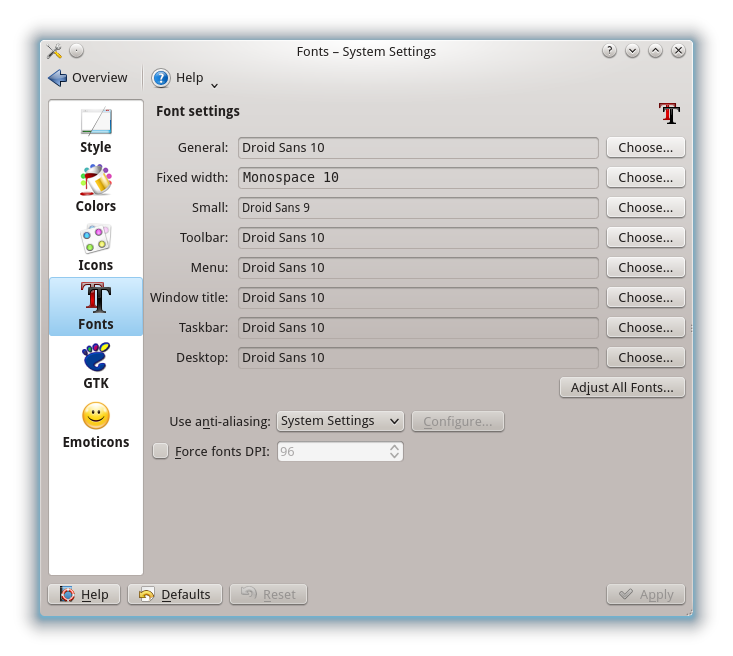 Fonts – System Settings
Overview Help
Font settings
Style
Colors
Icons
Fonts
GTK
Emoticons
General: Droid Sans 10 Choose...
Fixed width: Monospace 10 Choose...
Small: Droid Sans 9 Choose...
Toolbar: Droid Sans 10 Choose...
Menu: Droid Sans 10 Choose...
Window title: Droid Sans 10 Choose...
Taskbar: Droid Sans 10 Choose...
Desktop: Droid Sans 10 Choose...
Adjust All Fonts...
Use anti-aliasing: System Settings Configure...
Force fonts DPI: 96
Help Defaults Reset Apply